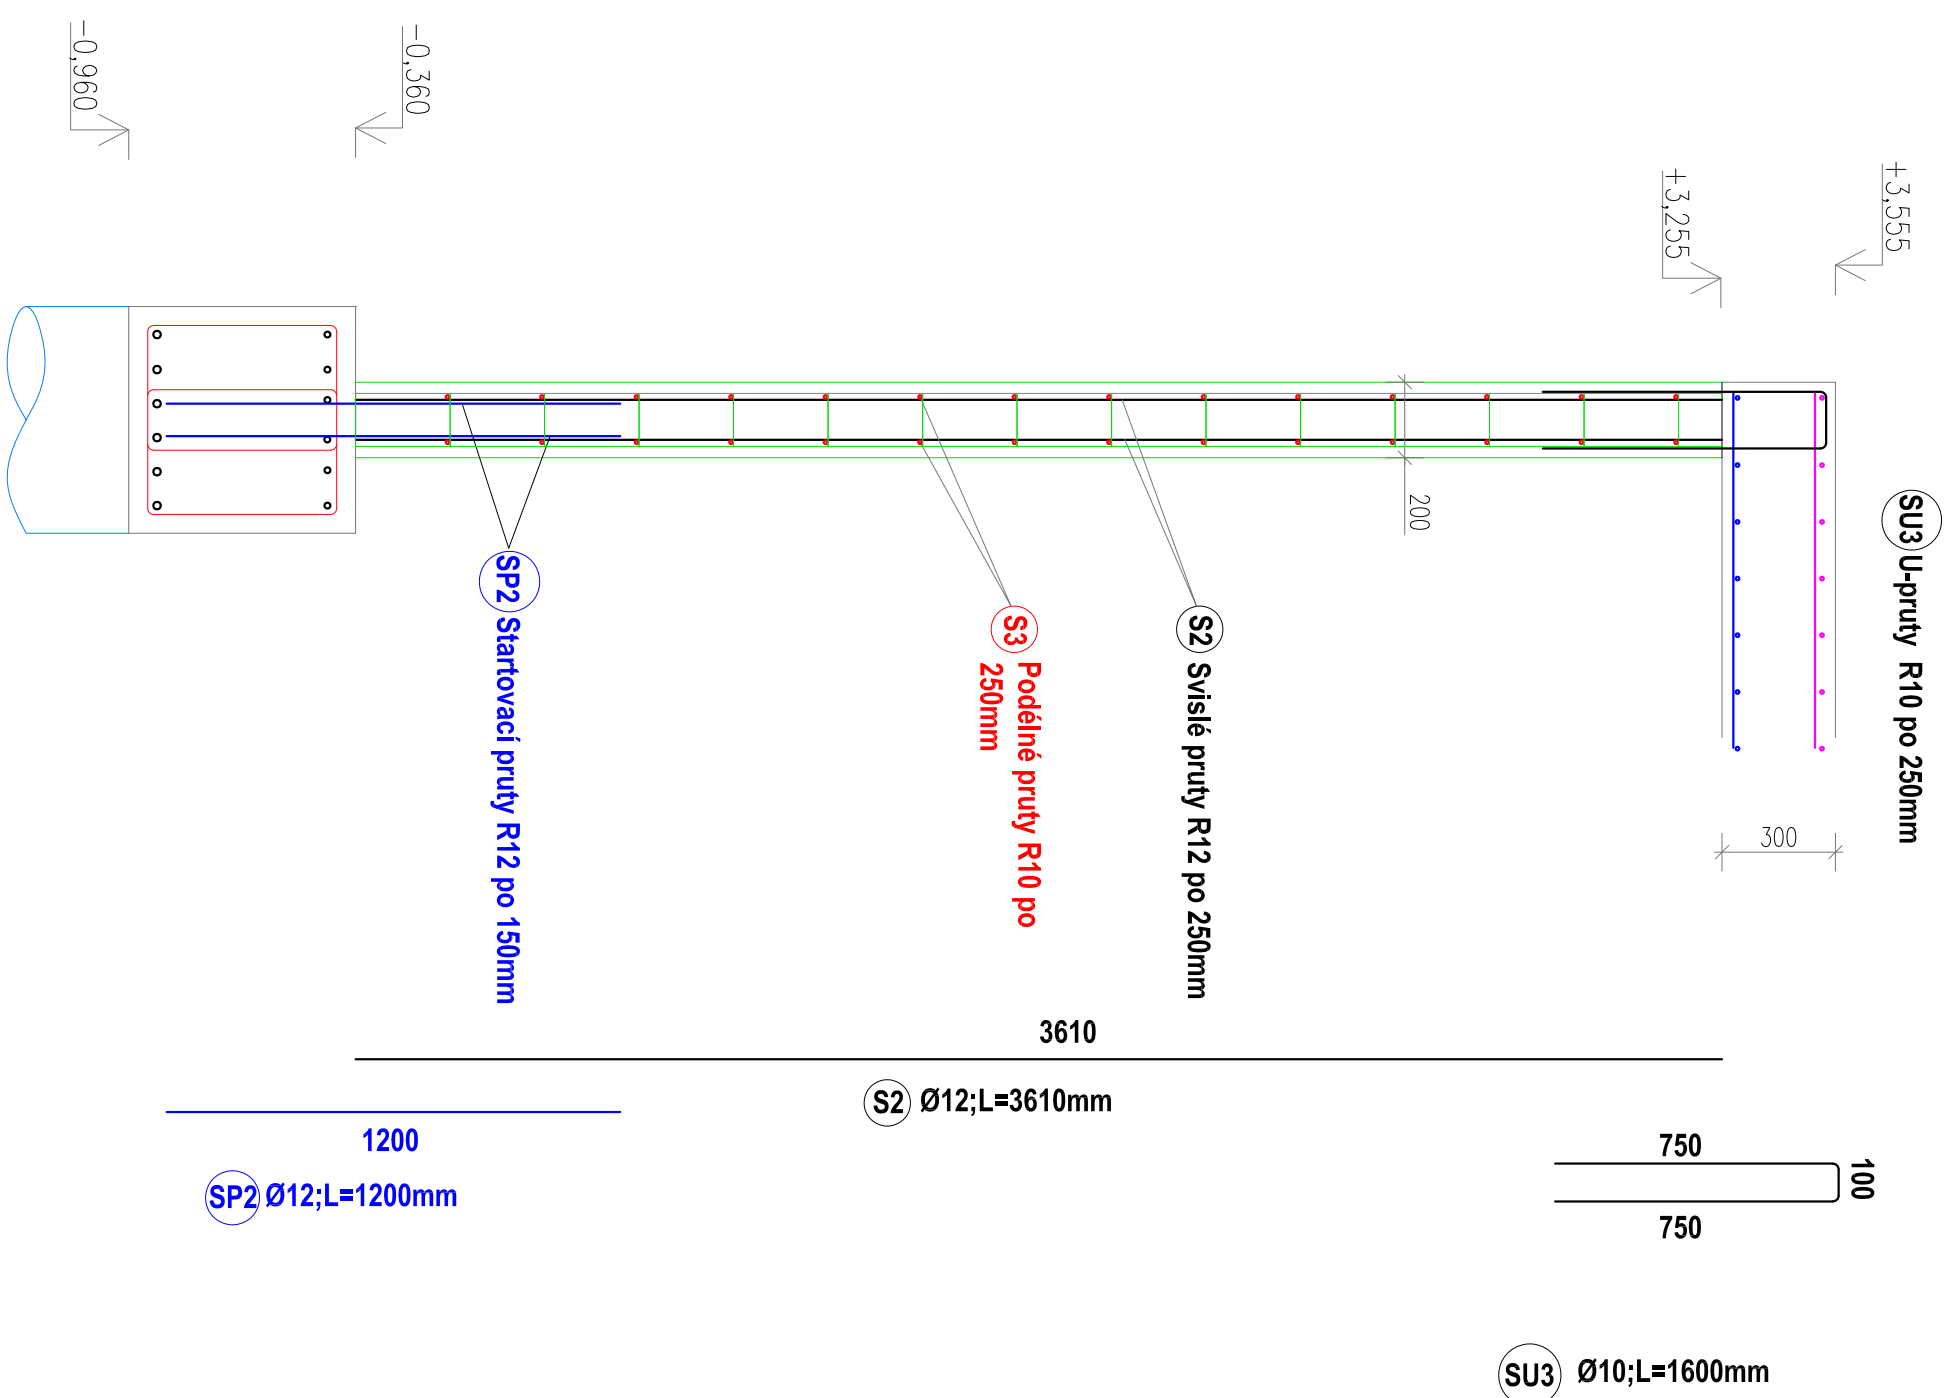 -0,960
-0,360
+3,255
+3,555
200
300
SU3 U-pruty R10 po 250mm
SP2 Startovací pruty R12 po 150mm
S3 Podélné pruty R10 po
250mm
S2 Svislé pruty R12 po 250mm
3610
S2 Ø12;L=3610mm
1200
SP2 Ø12;L=1200mm
750
100
750
SU3 Ø10;L=1600mm